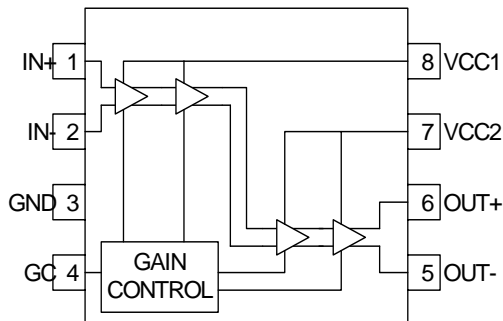 IN+ 1
8 VCC1
IN- 2
7 VCC2
GND 3
6 OUT+
GC 4
GAIN
CONTROL
5 OUT-